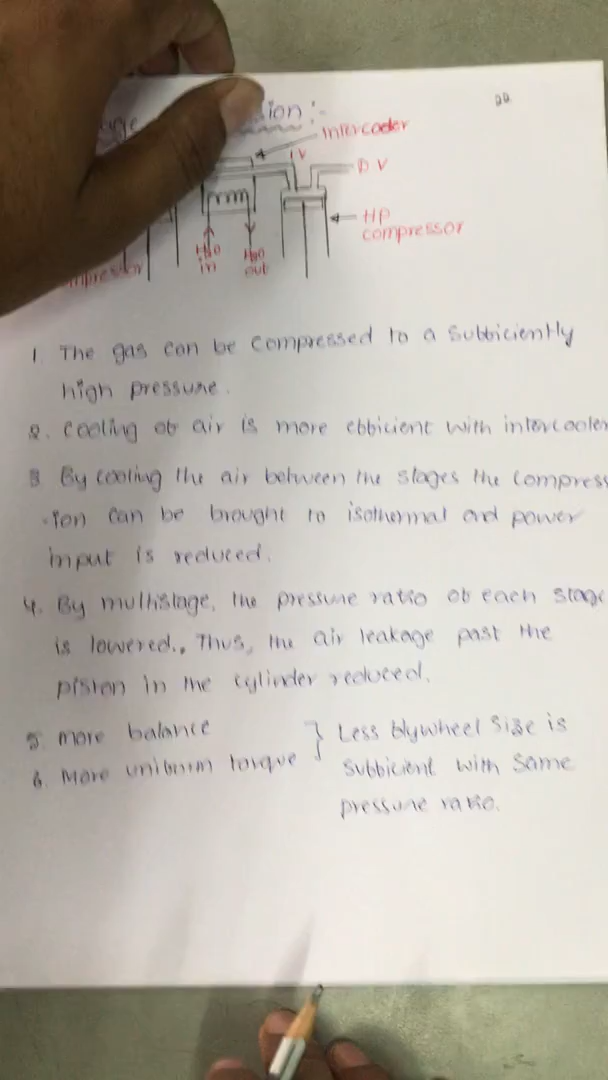 22
ion :-
Intercooler
IV
D V
HP
compressor
H2O
in
H2O
out
mpressor
1. The gas can be compressed to a sufficiently
high pressure.
2. Cooling of air is more efficient with intercooler
3. By cooling the air between the stages the compress
-ion can be brought to isothermal and power
input is reduced.
4. By multistage, the pressure ratio of each stage
is lowered., Thus, the air leakage past the
piston in the cylinder reduced.
5. more balance
6. More uniform torque
} Less flywheel size is
sufficient with same
pressure ratio.